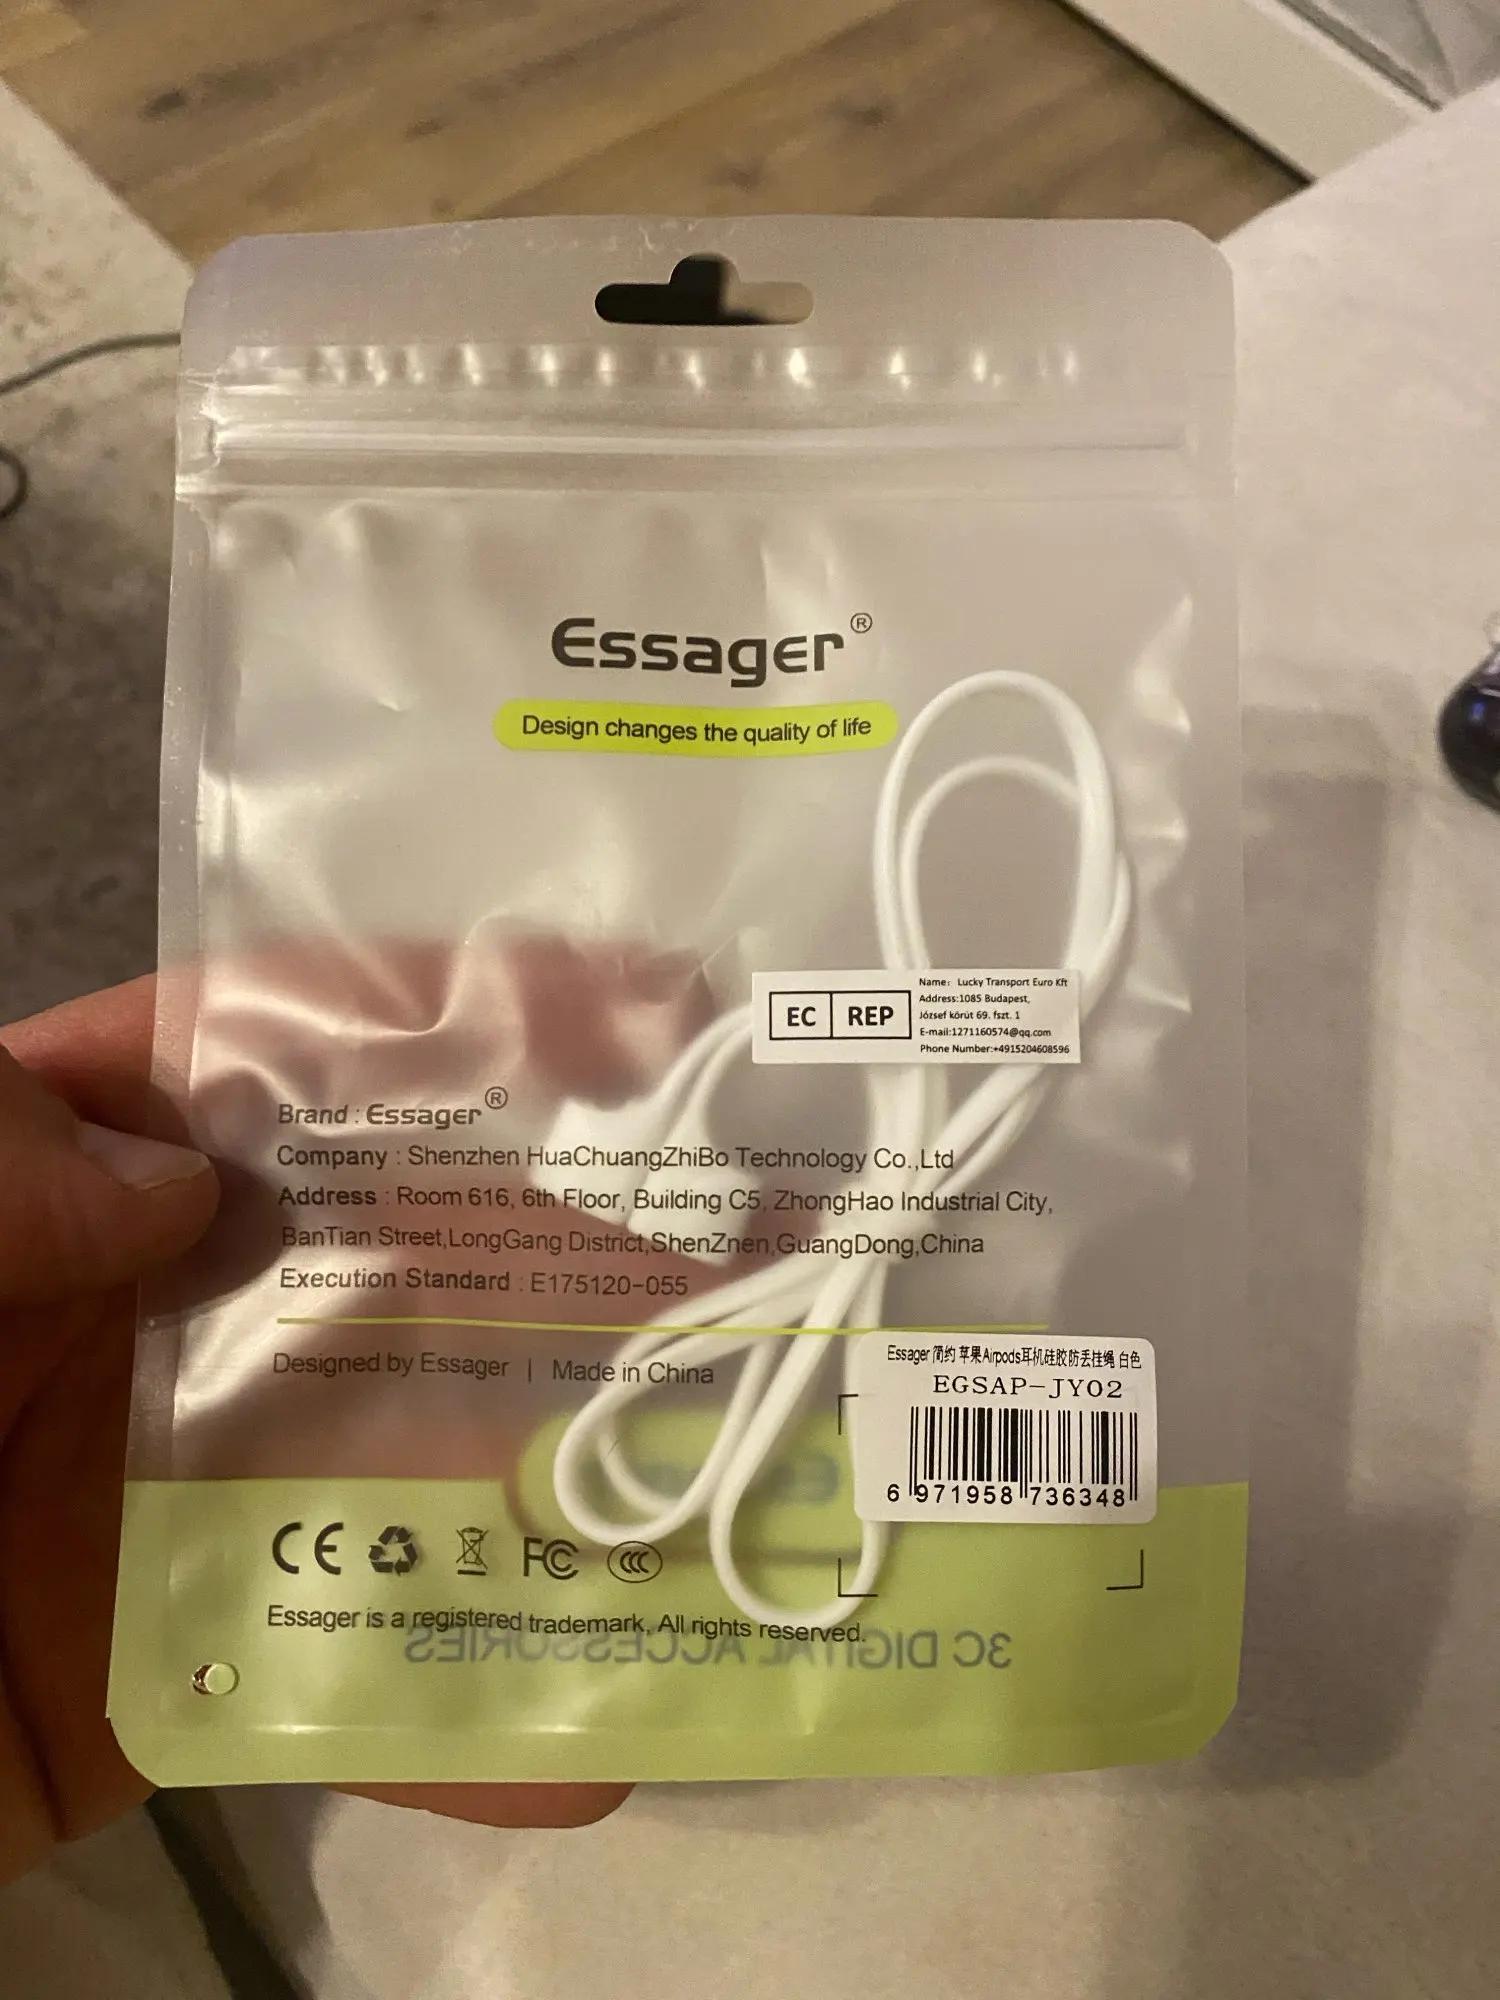 Essager®
Design changes the quality of life
EC REP
Name: Lucky Transport Euro Kft
Address:1085 Budapest,
József körút 69. fszt. 1
E-mail:1271160574@qq.com
Phone Number:+4915204608596
Brand : Essager®
Company : Shenzhen HuaChuangZhiBo Technology Co.,Ltd
Address : Room 616, 6th Floor, Building C5, ZhongHao Industrial City,
BanTian Street,LongGang District,ShenZnen,GuangDong,China
Execution Standard : E175120-055
Designed by Essager | Made in China
Essager 简约 苹果Airpods耳机硅胶防丢挂绳 白色
EGSAP-JY02
6 971958 736348
CE FC CCC
Essager is a registered trademark, All rights reserved.
3C DIGITAL ACCESSORIES